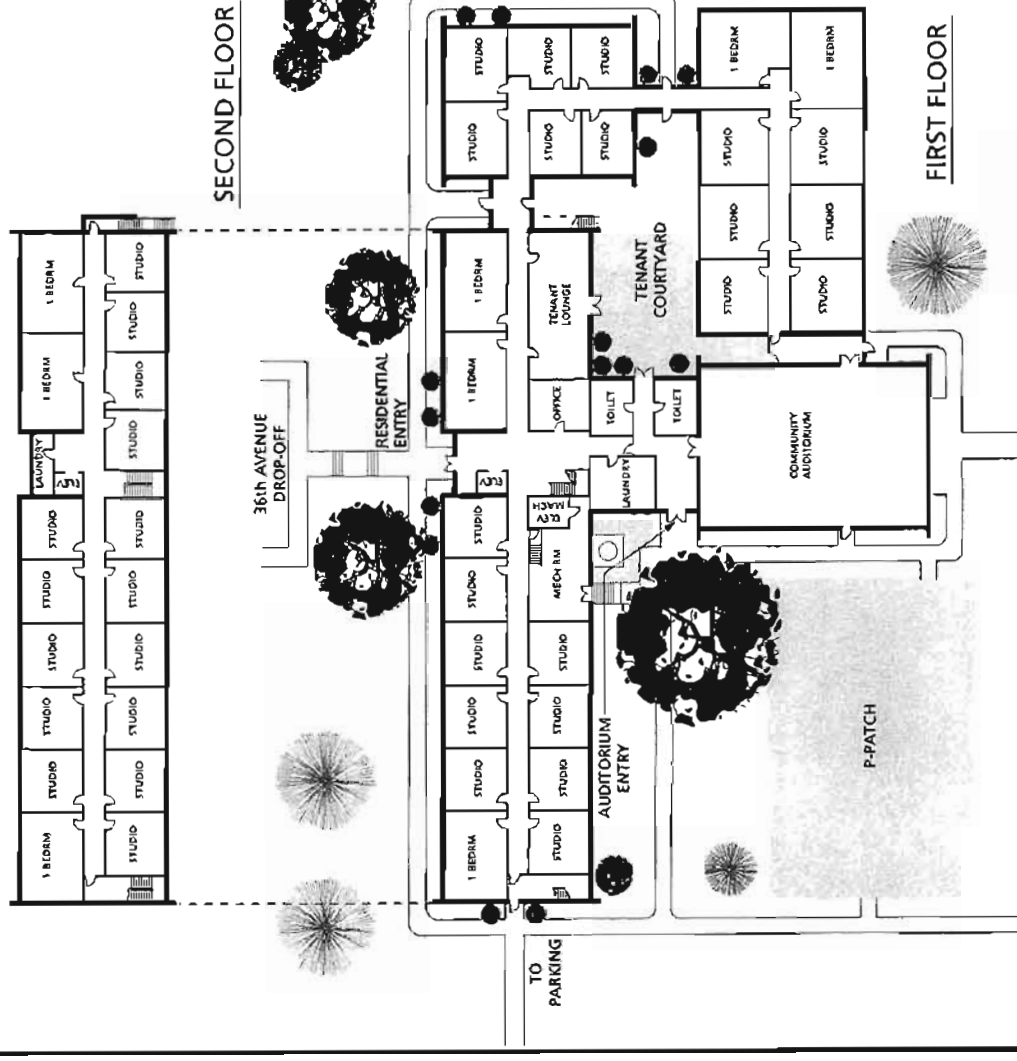 SECOND FLOOR
1 BEDRM
1 BEDRM
LAUNDRY
STUDIO
STUDIO
STUDIO
STUDIO
STUDIO
1 BEDRM
STUDIO
STUDIO
STUDIO
STUDIO
STUDIO
STUDIO
STUDIO
STUDIO
STUDIO
STUDIO
36th AVENUE
DROP-OFF
RESIDENTIAL
ENTRY
FIRST FLOOR
STUDIO
STUDIO
1 BEDRM
1 BEDRM
STUDIO
STUDIO
STUDIO
STUDIO
STUDIO
1 BEDRM
STUDIO
STUDIO
TENANT
LOUNGE
OFFICE
ELEV
MACH
MECH RM
STUDIO
STUDIO
STUDIO
STUDIO
TO
PARKING
STUDIO
STUDIO
TOILET
LAUNDRY
AUDITORIUM
ENTRY
TENANT
COURTYARD
TOILET
1 BEDRM
STUDIO
STUDIO
STUDIO
1 BEDRM
STUDIO
STUDIO
STUDIO
COMMUNITY
AUDITORIUM
P-PATCH